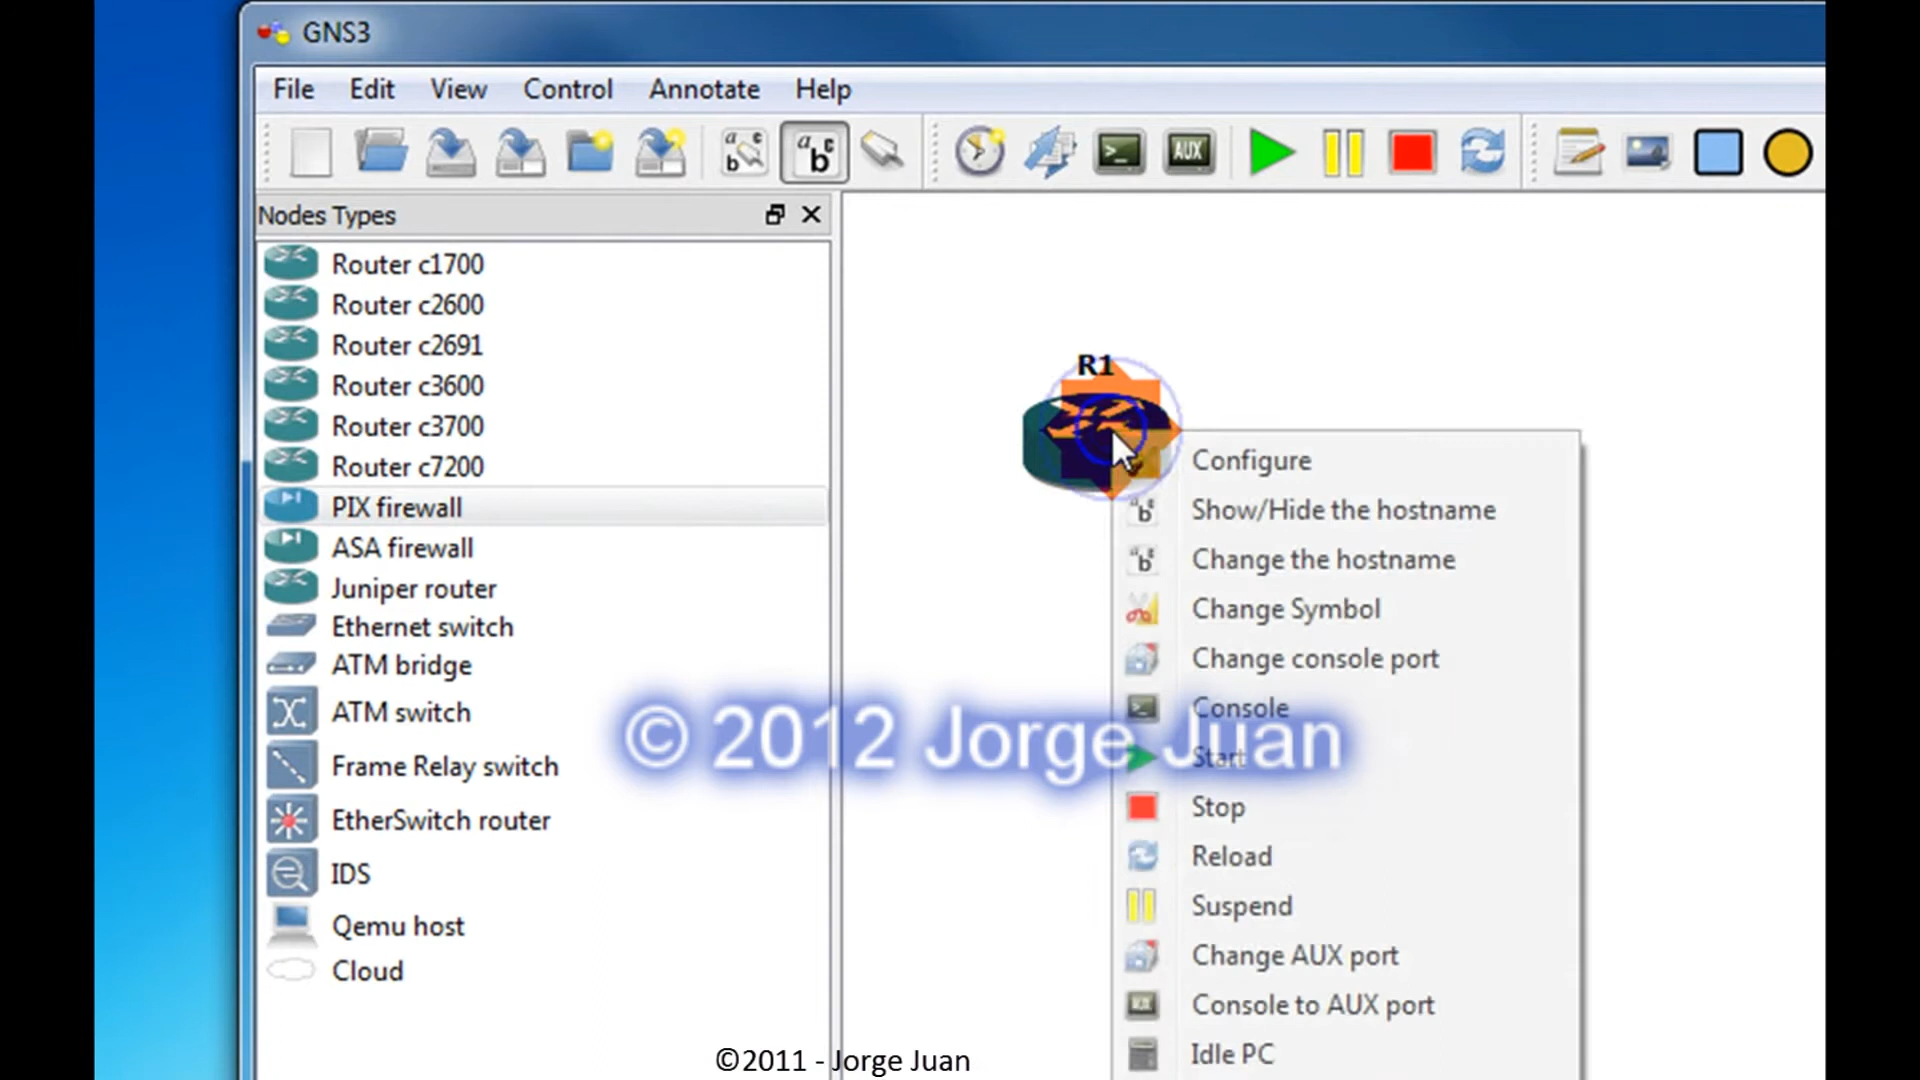 GNS3
File Edit View Control Annotate Help
AUX
Nodes Types
Router c1700
Router c2600
Router c2691
Router c3600
Router c3700
Router c7200
PIX firewall
ASA firewall
Juniper router
Ethernet switch
ATM bridge
ATM switch
Frame Relay switch
EtherSwitch router
IDS
Qemu host
Cloud
R1
Configure
Show/Hide the hostname
Change the hostname
Change Symbol
Change console port
Console
Start
Stop
Reload
Suspend
Change AUX port
Console to AUX port
Idle PC
© 2012 Jorge Juan
©2011 - Jorge Juan